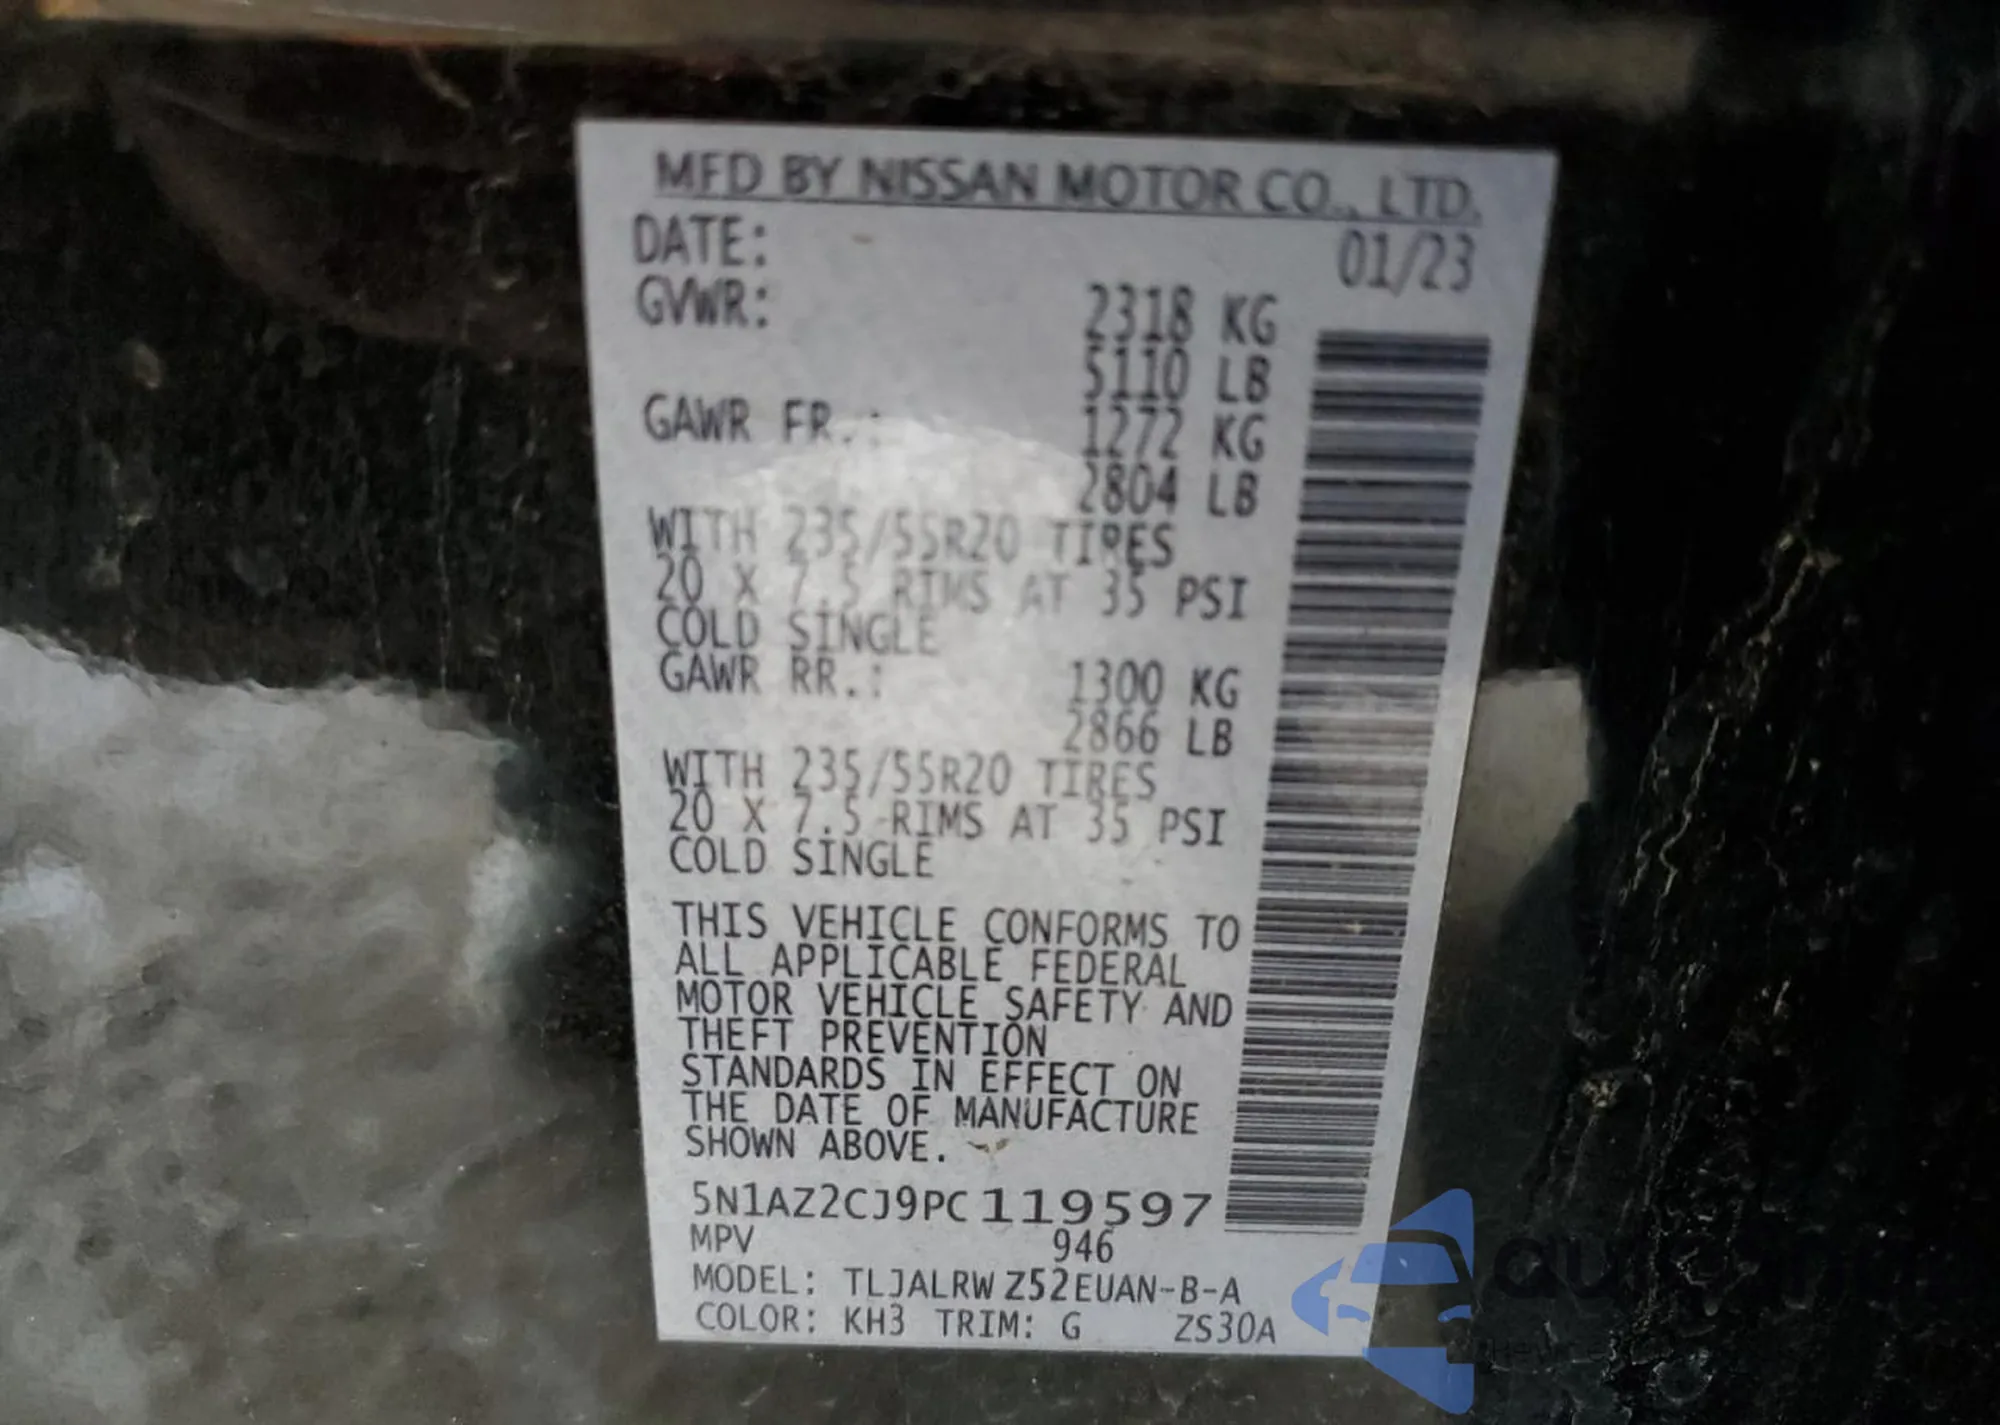 MFD BY NISSAN MOTOR CO., LTD.
DATE: 01/23
GVWR: 2318 KG
5110 LB
GAWR FR.: 1272 KG
2804 LB
WITH 235/55R20 TIRES
20 X 7.5 RIMS AT 35 PSI
COLD SINGLE
GAWR RR.: 1300 KG
2866 LB
WITH 235/55R20 TIRES
20 X 7.5 RIMS AT 35 PSI
COLD SINGLE
THIS VEHICLE CONFORMS TO
ALL APPLICABLE FEDERAL
MOTOR VEHICLE SAFETY AND
THEFT PREVENTION
STANDARDS IN EFFECT ON
THE DATE OF MANUFACTURE
SHOWN ABOVE.
5N1AZ2CJ9PC119597
MPV 946
MODEL: TLJALRWZ52EUAN-B-A
COLOR: KH3 TRIM: G ZS30A